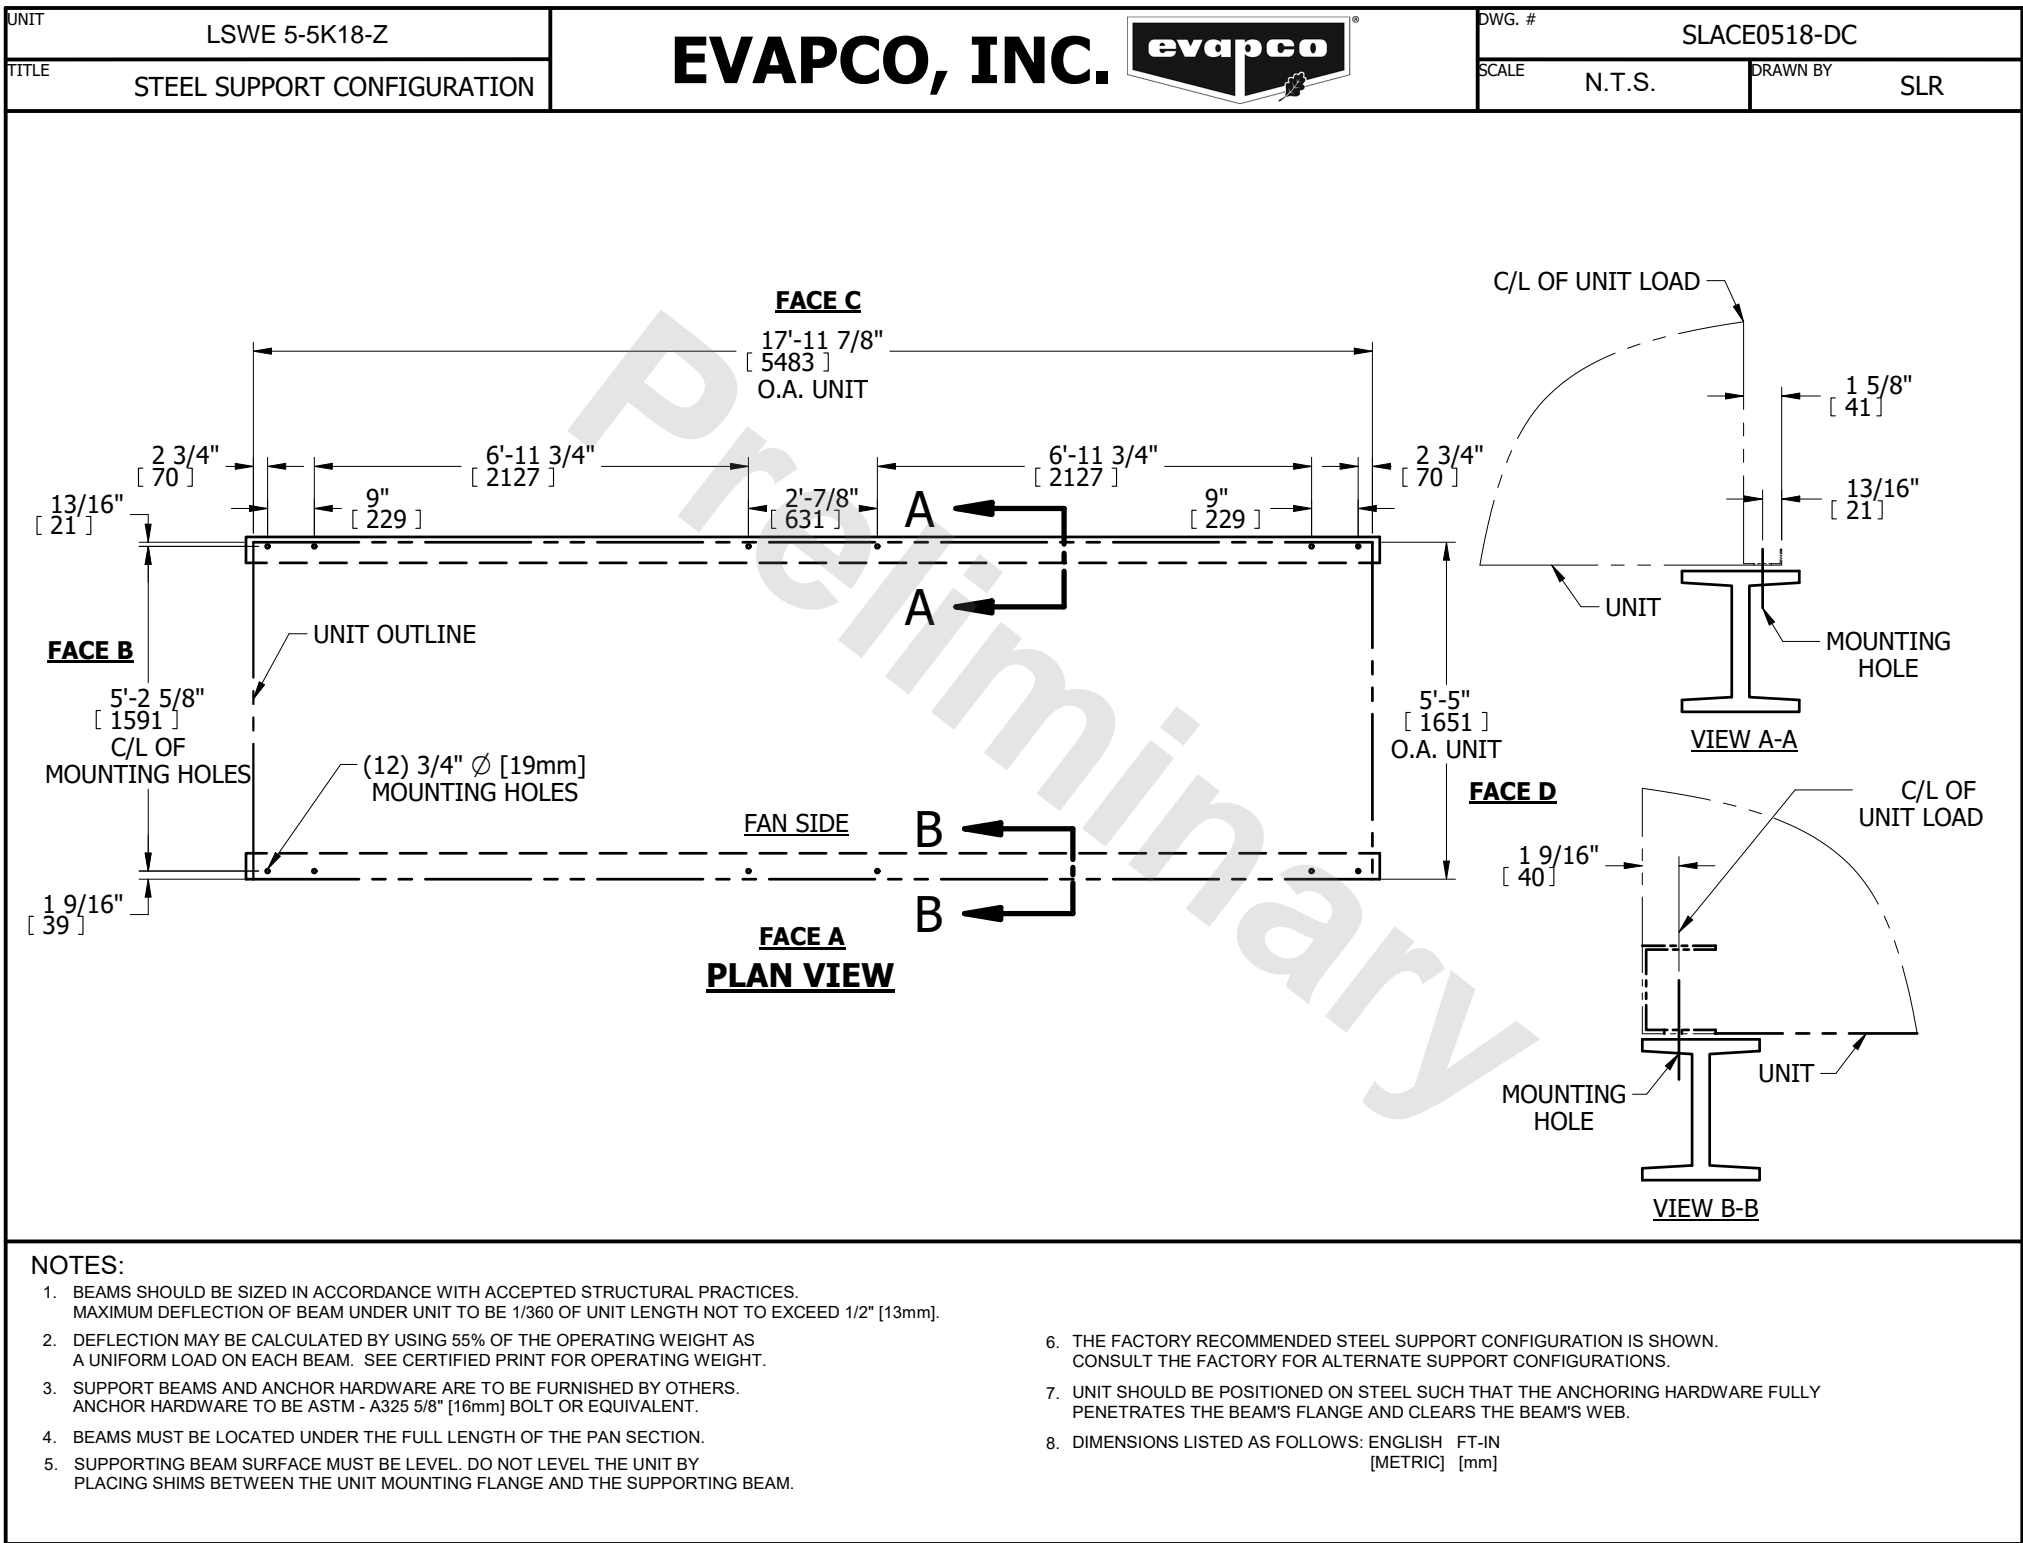 UNIT
LSWE 5-5K18-Z
TITLE
STEEL SUPPORT CONFIGURATION
EVAPCO, INC.
evapco
®
DWG. #
SLACE0518-DC
SCALE
N.T.S.
DRAWN BY
SLR
FACE C
17'-11 7/8"
[ 5483 ]
O.A. UNIT
2 3/4"
[ 70 ]
6'-11 3/4"
[ 2127 ]
6'-11 3/4"
[ 2127 ]
2 3/4"
[ 70 ]
13/16"
[ 21 ]
9"
[ 229 ]
2'-7/8"
[ 631 ]
9"
[ 229 ]
A
A
UNIT OUTLINE
FACE B
5'-2 5/8"
[ 1591 ]
C/L OF
MOUNTING HOLES
(12) 3/4" ∅ [19mm]
MOUNTING HOLES
5'-5"
[ 1651 ]
O.A. UNIT
FACE D
FAN SIDE
B
B
1 9/16"
[ 39 ]
FACE A
PLAN VIEW
Preliminary
C/L OF UNIT LOAD
1 5/8"
[ 41 ]
13/16"
[ 21 ]
UNIT
MOUNTING
HOLE
VIEW A-A
C/L OF
UNIT LOAD
1 9/16"
[ 40 ]
UNIT
MOUNTING
HOLE
VIEW B-B
NOTES:
1. BEAMS SHOULD BE SIZED IN ACCORDANCE WITH ACCEPTED STRUCTURAL PRACTICES.
MAXIMUM DEFLECTION OF BEAM UNDER UNIT TO BE 1/360 OF UNIT LENGTH NOT TO EXCEED 1/2" [13mm].
2. DEFLECTION MAY BE CALCULATED BY USING 55% OF THE OPERATING WEIGHT AS
A UNIFORM LOAD ON EACH BEAM. SEE CERTIFIED PRINT FOR OPERATING WEIGHT.
3. SUPPORT BEAMS AND ANCHOR HARDWARE ARE TO BE FURNISHED BY OTHERS.
ANCHOR HARDWARE TO BE ASTM - A325 5/8" [16mm] BOLT OR EQUIVALENT.
4. BEAMS MUST BE LOCATED UNDER THE FULL LENGTH OF THE PAN SECTION.
5. SUPPORTING BEAM SURFACE MUST BE LEVEL. DO NOT LEVEL THE UNIT BY
PLACING SHIMS BETWEEN THE UNIT MOUNTING FLANGE AND THE SUPPORTING BEAM.
6. THE FACTORY RECOMMENDED STEEL SUPPORT CONFIGURATION IS SHOWN.
CONSULT THE FACTORY FOR ALTERNATE SUPPORT CONFIGURATIONS.
7. UNIT SHOULD BE POSITIONED ON STEEL SUCH THAT THE ANCHORING HARDWARE FULLY
PENETRATES THE BEAM'S FLANGE AND CLEARS THE BEAM'S WEB.
8. DIMENSIONS LISTED AS FOLLOWS: ENGLISH FT-IN
[METRIC] [mm]